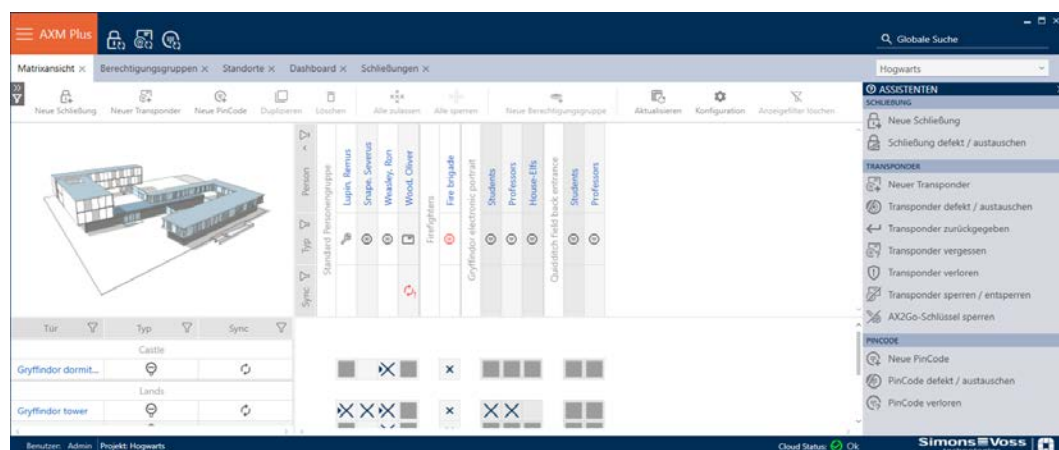 AXM Plus
Globale Suche
Matrixansicht × Berechtigungsgruppen × Standorte × Dashboard × Schließungen ×
Hogwarts
Neue Schließung Neuer Transponder Neue PinCode Duplizieren Löschen Alle zulassen Alle sperren Neue Berechtigungsgruppe Aktualisieren Konfiguration Anzeigefilter löschen
ASSISTENTEN
SCHLIEßUNG
Neue Schließung
Schließung defekt / austauschen
TRANSPONDER
Neuer Transponder
Transponder defekt / austauschen
Transponder zurückgegeben
Transponder vergessen
Transponder verloren
Transponder sperren / entsperren
AX2Go-Schlüssel sperren
PINCODE
Neue PinCode
PinCode defekt / austauschen
PinCode verloren
Person
Typ
Sync
Standard Personengruppe
Lupin, Remus
Snape, Severus
Weasley, Ron
Wood, Oliver
Firefighters
Fire brigade
Gryffindor electronic portrait
Students
Professors
House-Elfs
Quidditch field back entrance
Students
Professors
Tür Typ Sync
Castle
Gryffindor dormit...
Lands
Gryffindor tower
Benutzer: Admin Projekt: Hogwarts
Cloud Status: Ok
Simons Voss